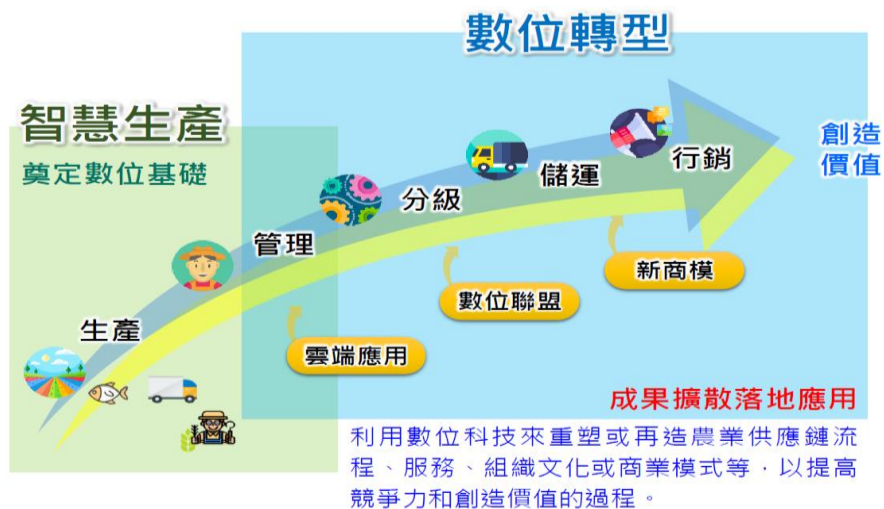 數位轉型
智慧生產
奠定數位基礎
創造
價值
行銷
儲運
分級
管理
生產
新商模
數位聯盟
雲端應用
成果擴散落地應用
利用數位科技來重塑或再造農業供應鏈流
程、服務、組織文化或商業模式等，以提高
競爭力和創造價值的過程。